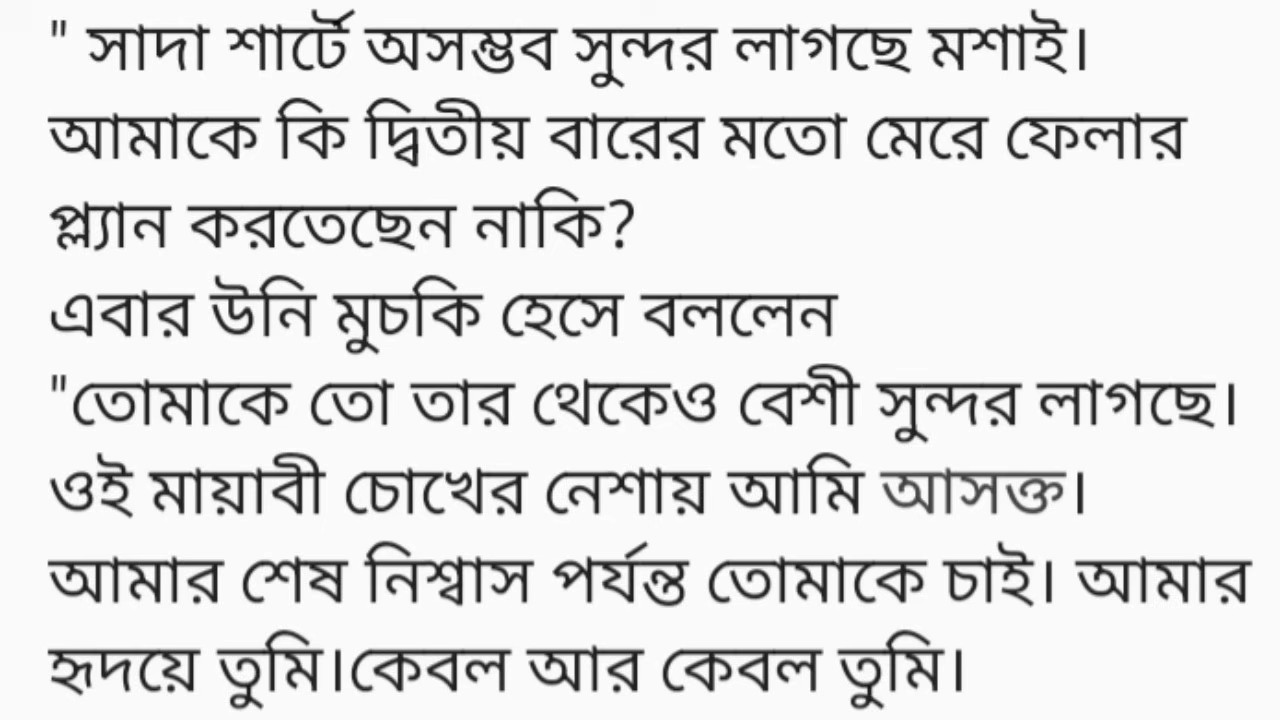 " সাদা শার্টে অসম্ভব সুন্দর লাগছে মশাই।
আমাকে কি দ্বিতীয় বারের মতো মেরে ফেলার
প্ল্যান করতেছেন নাকি?
এবার উনি মুচকি হেসে বললেন
"তোমাকে তো তার থেকেও বেশী সুন্দর লাগছে।
ওই মায়াবী চোখের নেশায় আমি আসক্ত।
আমার শেষ নিশ্বাস পর্যন্ত তোমাকে চাই। আমার
হৃদয়ে তুমি।কেবল আর কেবল তুমি।